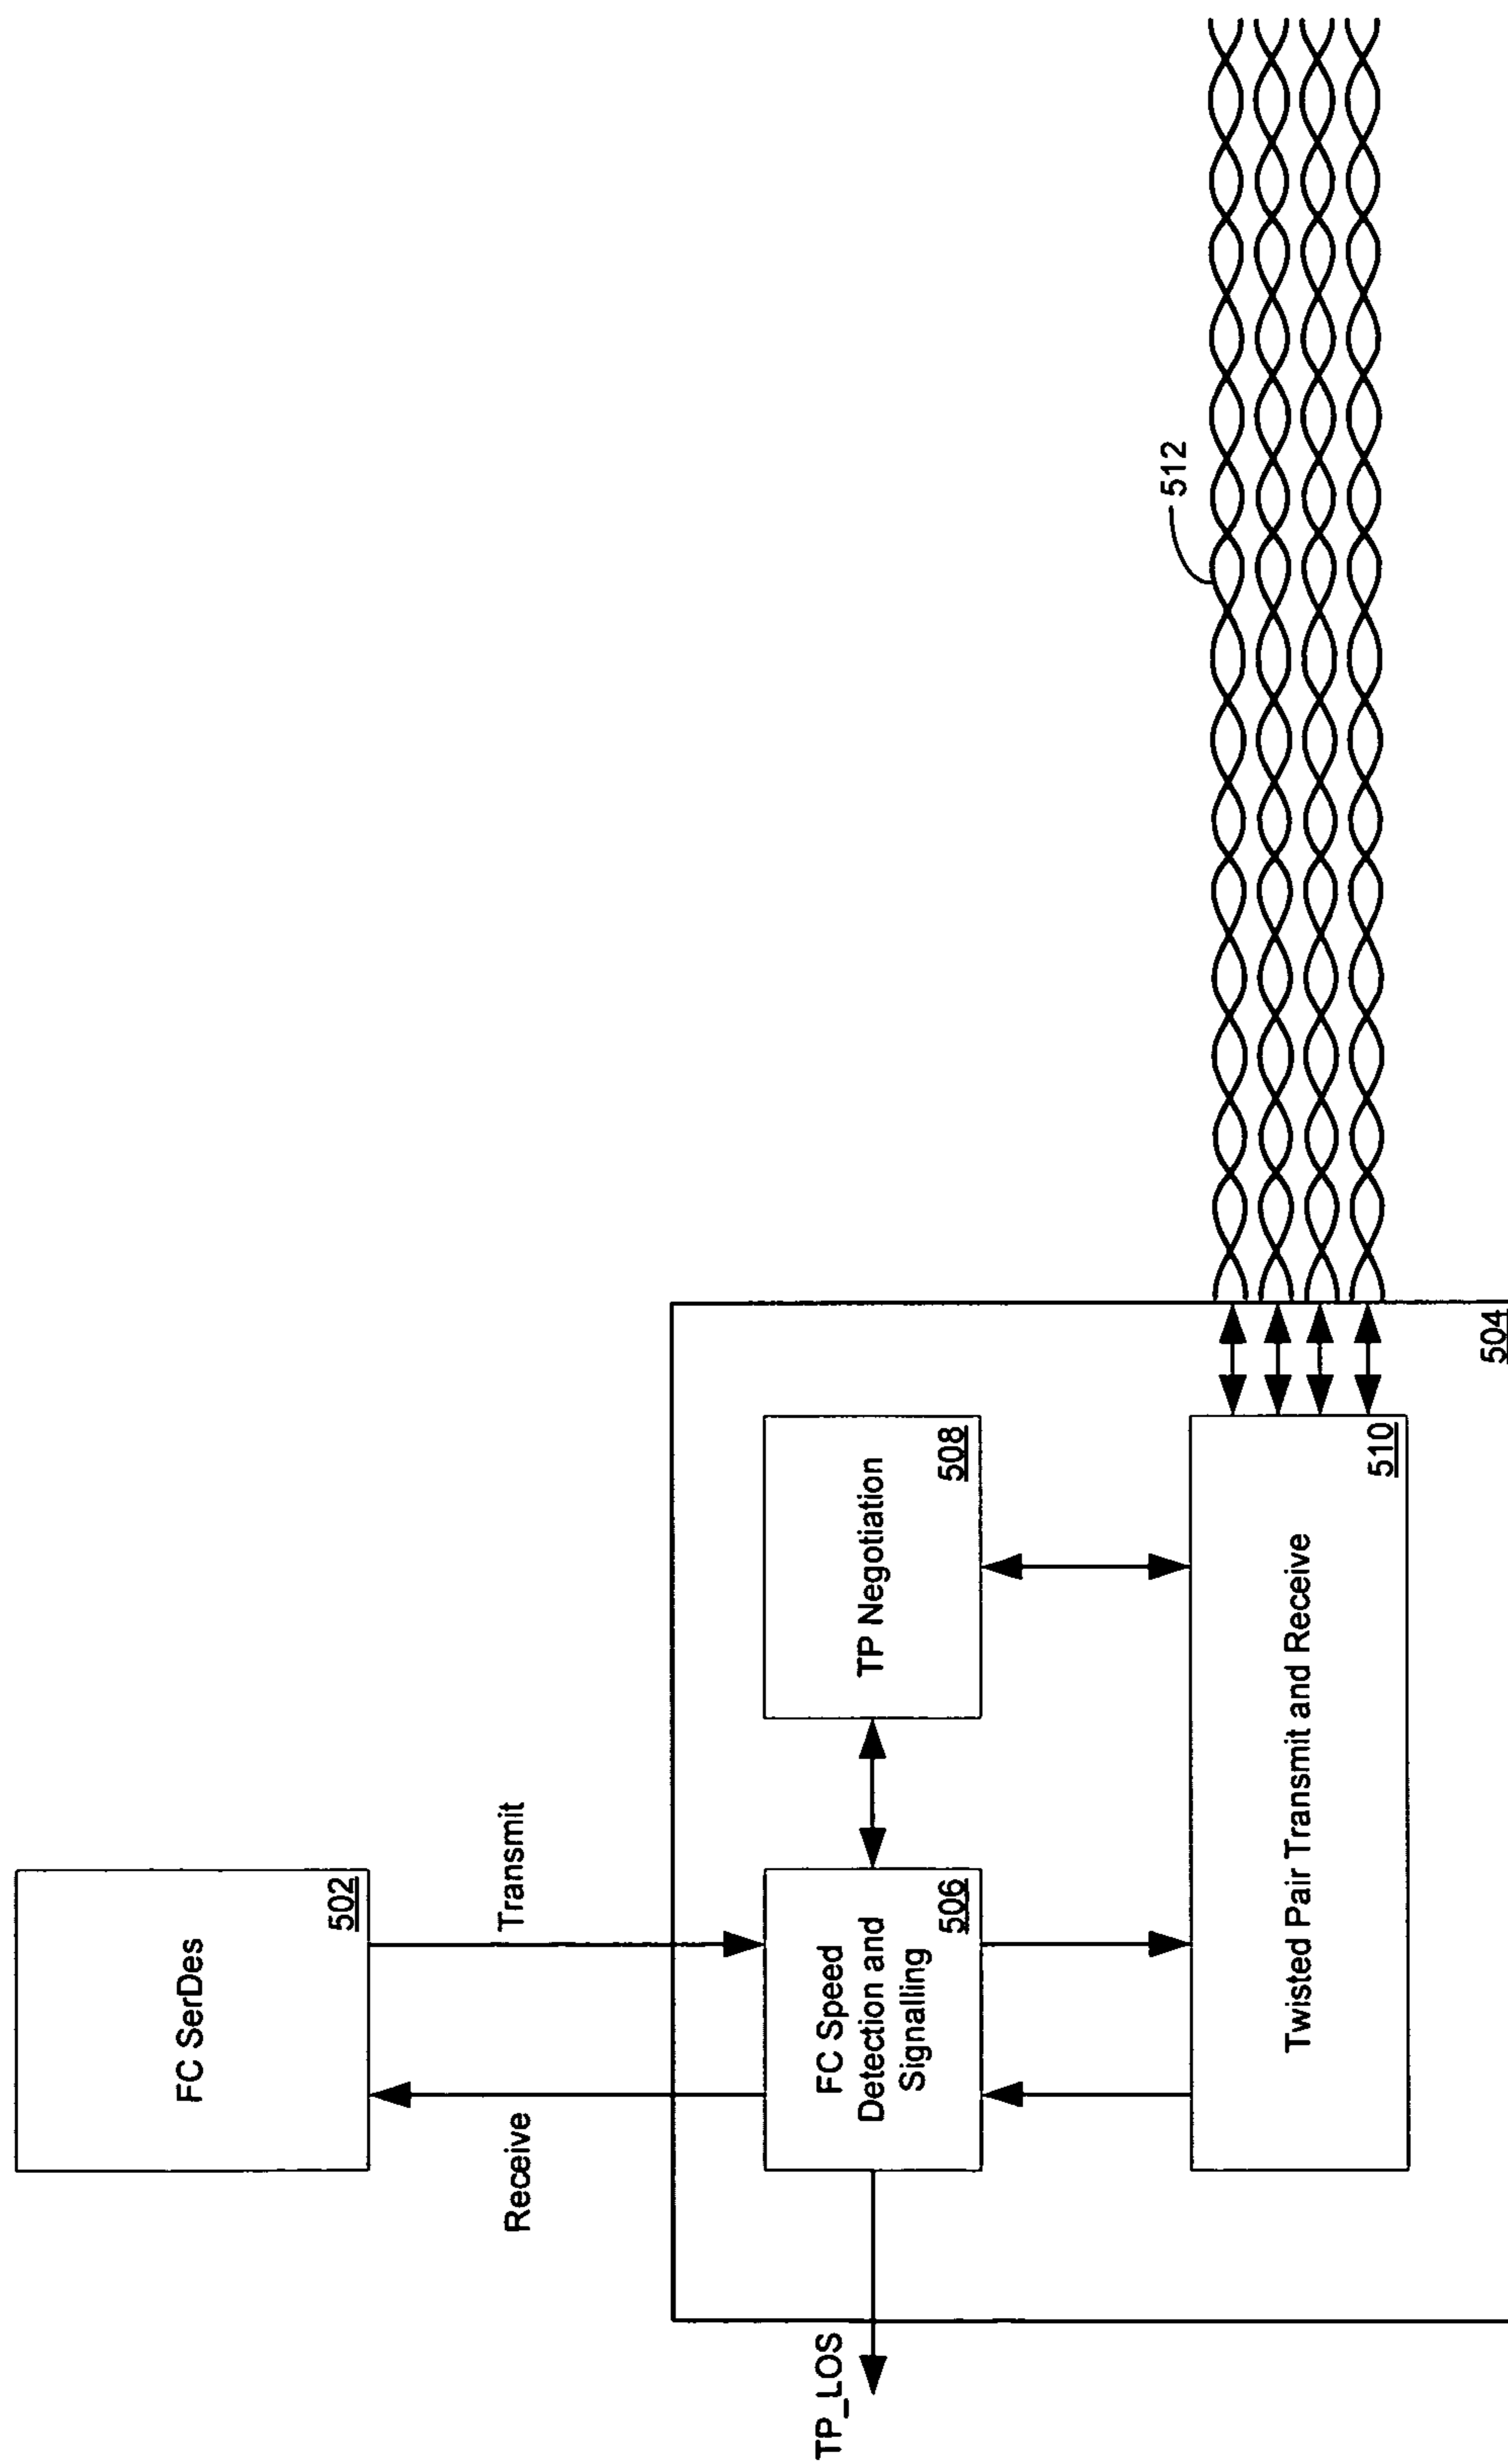 FC SerDes
502
Receive
Transmit
TP_LOS
FC Speed
Detection and
Signalling
506
TP Negotiation
508
Twisted Pair Transmit and Receive
510
504
512